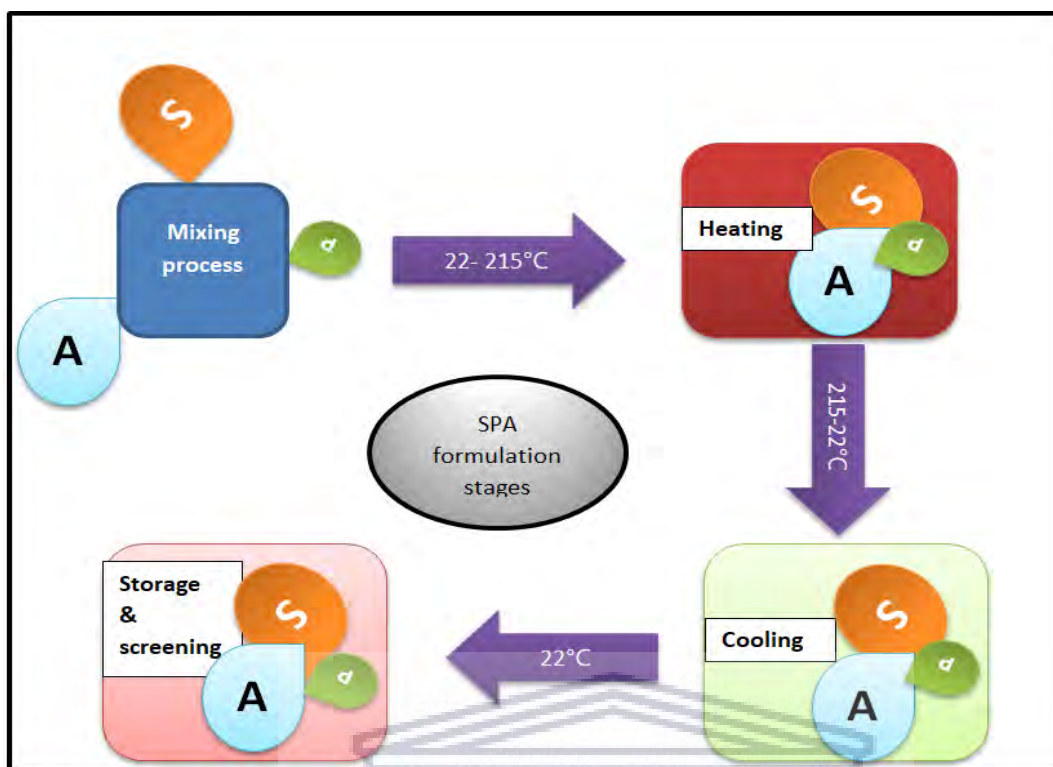 S
Mixing
process
P
A
22- 215°C
Heating
S
P
A
215-22°C
SPA
formulation
stages
Storage
&
screening
S
P
A
22°C
Cooling
S
P
A